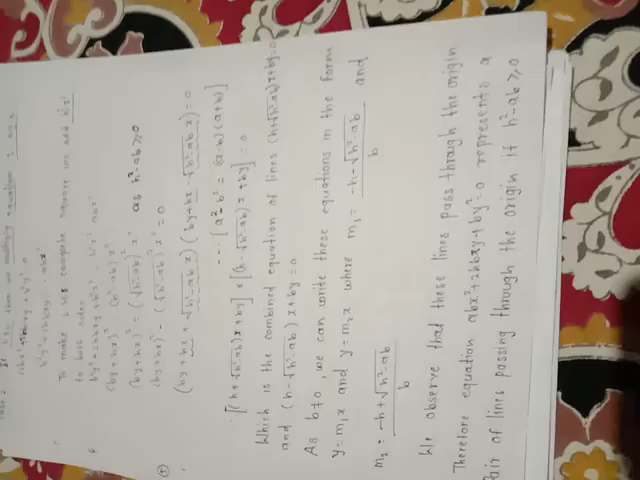 Case 2 If b≠0 then we multiply equation 1 by b
b²y² + 2hbxy = -abx²
To make L.H.S complete square we add h²x²
to both sides
b²y² + 2hbxy + h²x² = h²x² - abx²
(by + hx)² = (h²-ab)x²
(by + hx)² = (√h²-ab)² x² as h²-ab ≥ 0
(by + hx)² - (√h²-ab)² x² = 0
(by + hx + √h²-ab x) (by + hx - √h²-ab x) = 0
--- [a² b² = (a-b) (a+b)]
[(h + √h²-ab) x + by] × [(h - √h²-ab) x + by] = 0
Which is the combined equation of lines (h+√h²-ab) x + by = 0
and (h - √h²-ab) x + by = 0
As b≠0, we can write these equations in the form
y = m₁x and y = m₂x where m₁ = -h-√h²-ab / b and
m₂ = -h+√h²-ab / b
We observe that these lines pass through the origin
Therefore equation abx² + 2hbxy + by² = 0 represents a
Pair of lines passing through the origin if h²-ab ≥ 0